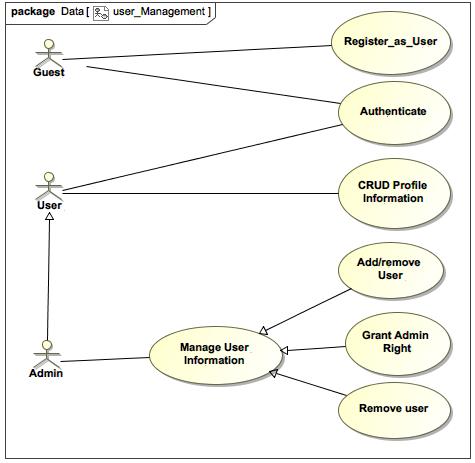 package Data [ user_Management ]
Register_as_User
Guest
Authenticate
CRUD Profile
Information
User
Add/remove
User
Grant Admin
Right
Manage User
Information
Admin
Remove user